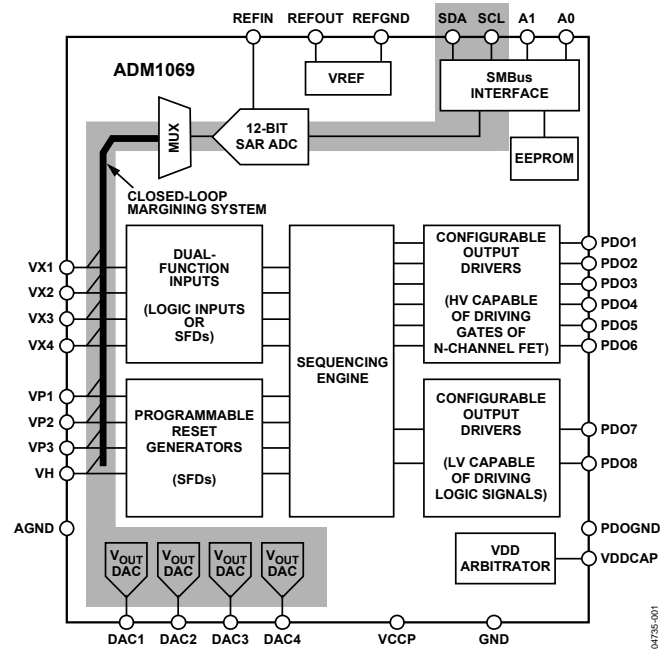 REFIN REFOUT REFGND SDA SCL A1 A0
ADM1069
VREF
SMBus
INTERFACE
MUX
12-BIT
SAR ADC
EEPROM
CLOSED-LOOP
MARGINING SYSTEM
VX1
VX2
VX3
VX4
VP1
VP2
VP3
VH
AGND
DUAL-
FUNCTION
INPUTS
(LOGIC INPUTS
OR
SFDs)
PROGRAMMABLE
RESET
GENERATORS
(SFDs)
SEQUENCING
ENGINE
CONFIGURABLE
OUTPUT
DRIVERS
(HV CAPABLE
OF DRIVING
GATES OF
N-CHANNEL FET)
CONFIGURABLE
OUTPUT
DRIVERS
(LV CAPABLE
OF DRIVING
LOGIC SIGNALS)
PDO1
PDO2
PDO3
PDO4
PDO5
PDO6
PDO7
PDO8
PDOGND
VDDCAP
VDD
ARBITRATOR
VOUT
DAC
VOUT
DAC
VOUT
DAC
VOUT
DAC
DAC1 DAC2 DAC3 DAC4 VCCP GND
04735-001